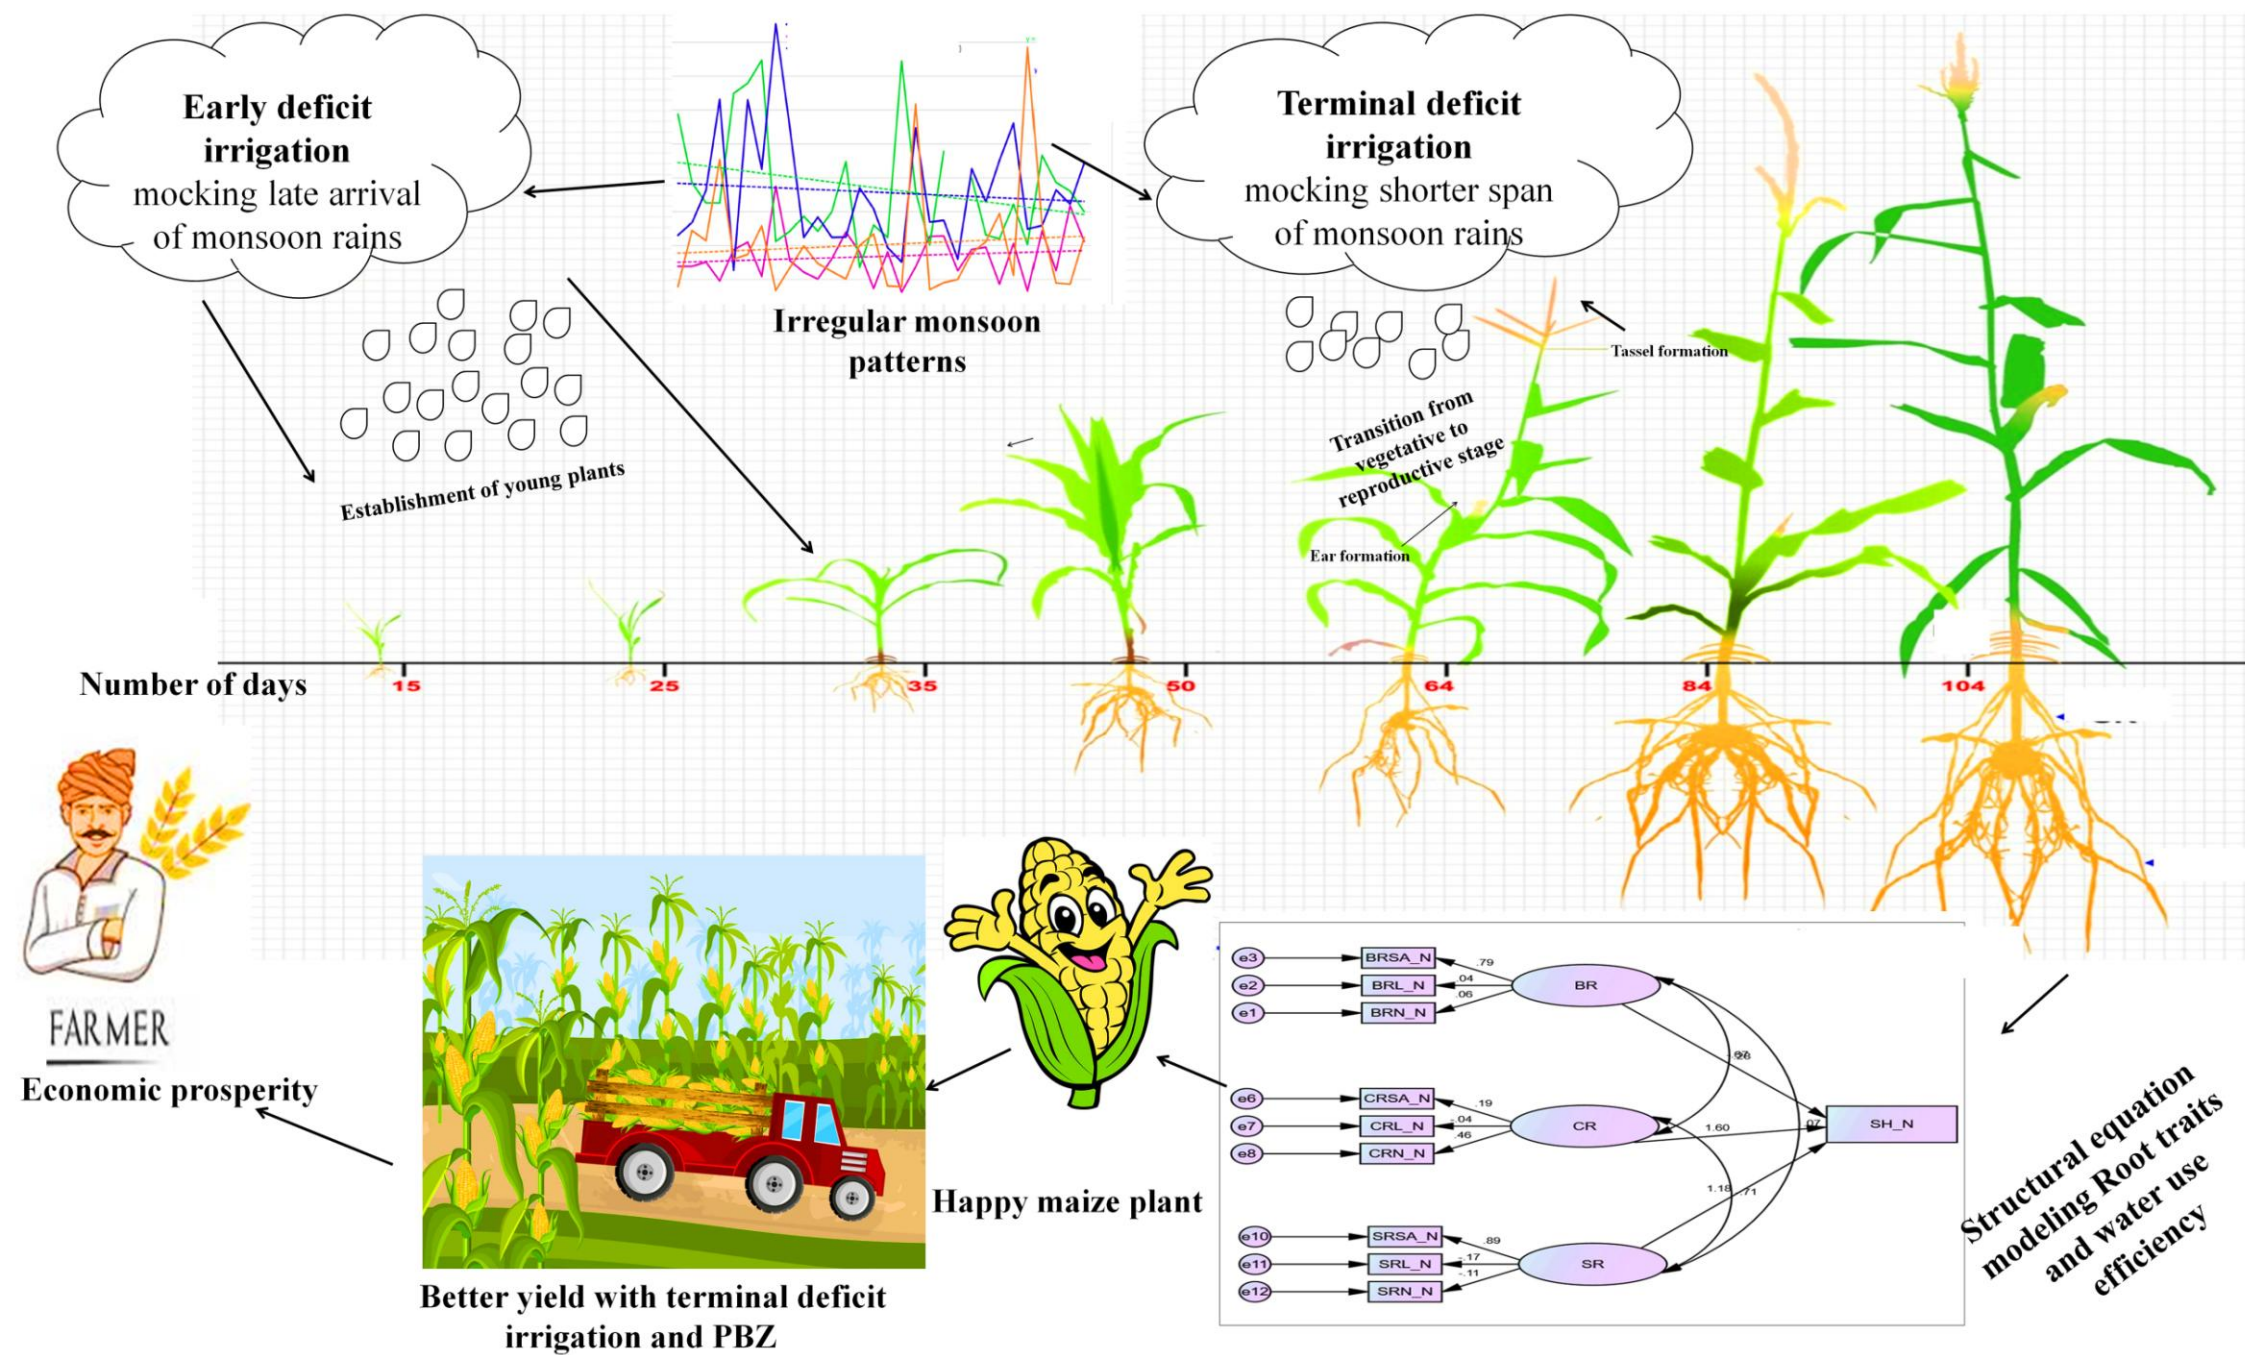 Early deficit
irrigation
mocking late arrival
of monsoon rains
Irregular monsoon
patterns
Terminal deficit
irrigation
mocking shorter span
of monsoon rains
Tassel formation
Transition from
vegetative to
reproductive stage
Ear formation
Establishment of young plants
Number of days
15
25
35
50
64
84
104
FARMER
Economic prosperity
Better yield with terminal deficit
irrigation and PBZ
Happy maize plant
e3
BRSA_N
.79
BR
e2
BRL_N
.04
e1
BRN_N
.06
e6
CRSA_N
.19
CR
e7
CRL_N
.04
e8
CRN_N
.46
1.60
.07
SH_N
1.18
.71
e10
SRSA_N
.89
SR
e11
SRL_N
-.17
e12
SRN_N
-.11
Structural equation
modeling Root traits
and water use
efficiency